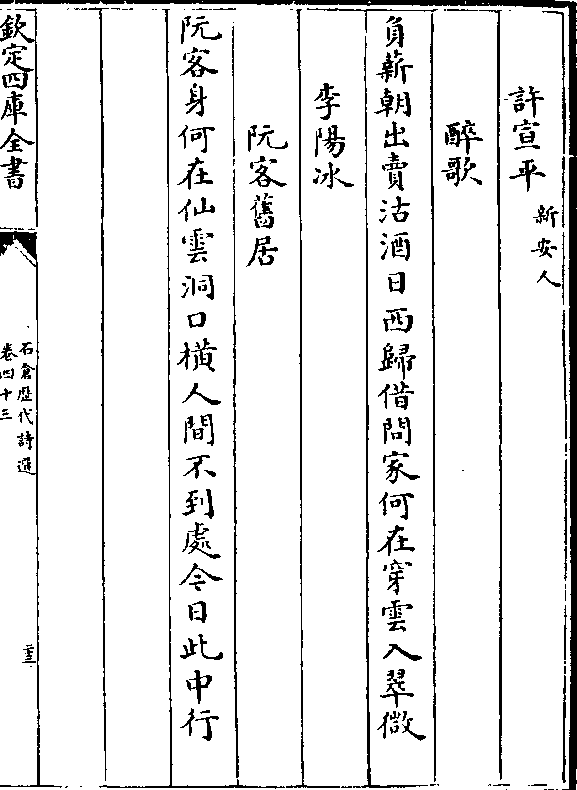 許宣平新安人
醉歌
負薪朝出賣沽酒日西歸借問家何在穿雲入翠微
李陽冰
阮客舊居
阮客身何在仙雲洞口橫人間不到處今日此中行
欽定四庫全書
石倉歷代詩選
卷四十三